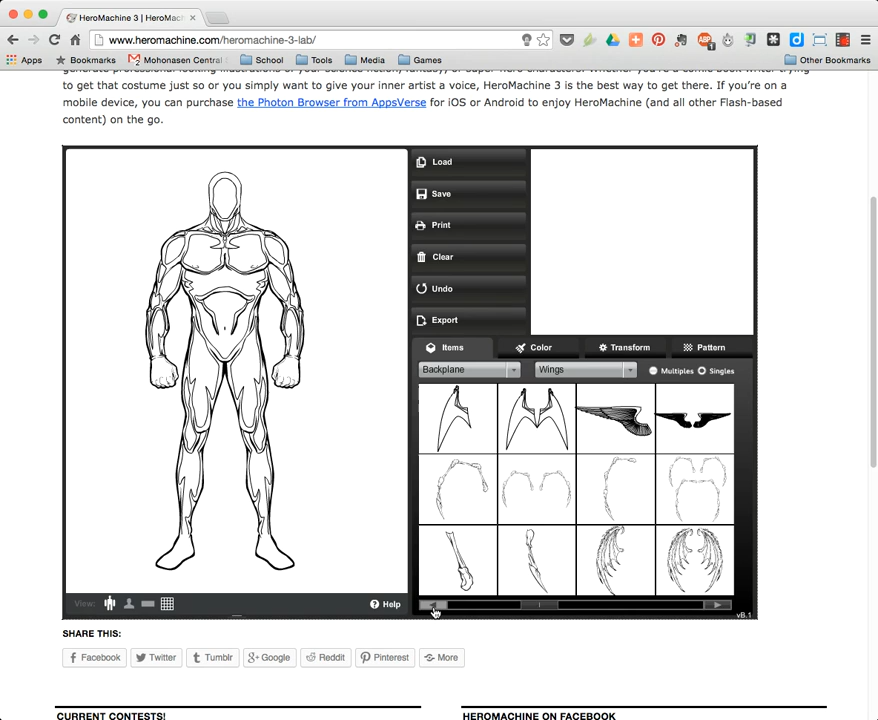 HeroMachine 3 | HeroMach
www.heromachine.com/heromachine-3-lab/
Apps Bookmarks Mohonasen Central School Tools Media Games Other Bookmarks
to get that costume just so or you simply want to give your inner artist a voice, HeroMachine 3 is the best way to get there. If you're on a
mobile device, you can purchase the Photon Browser from AppsVerse for iOS or Android to enjoy HeroMachine (and all other Flash-based
content) on the go.
Load
Save
Print
Clear
Undo
Export
Items Color Transform Pattern
Backplane Wings Multiples Singles
View: Help
vB.1
SHARE THIS:
Facebook Twitter Tumblr Google Reddit Pinterest More
CURRENT CONTESTS! HEROMACHINE ON FACEBOOK